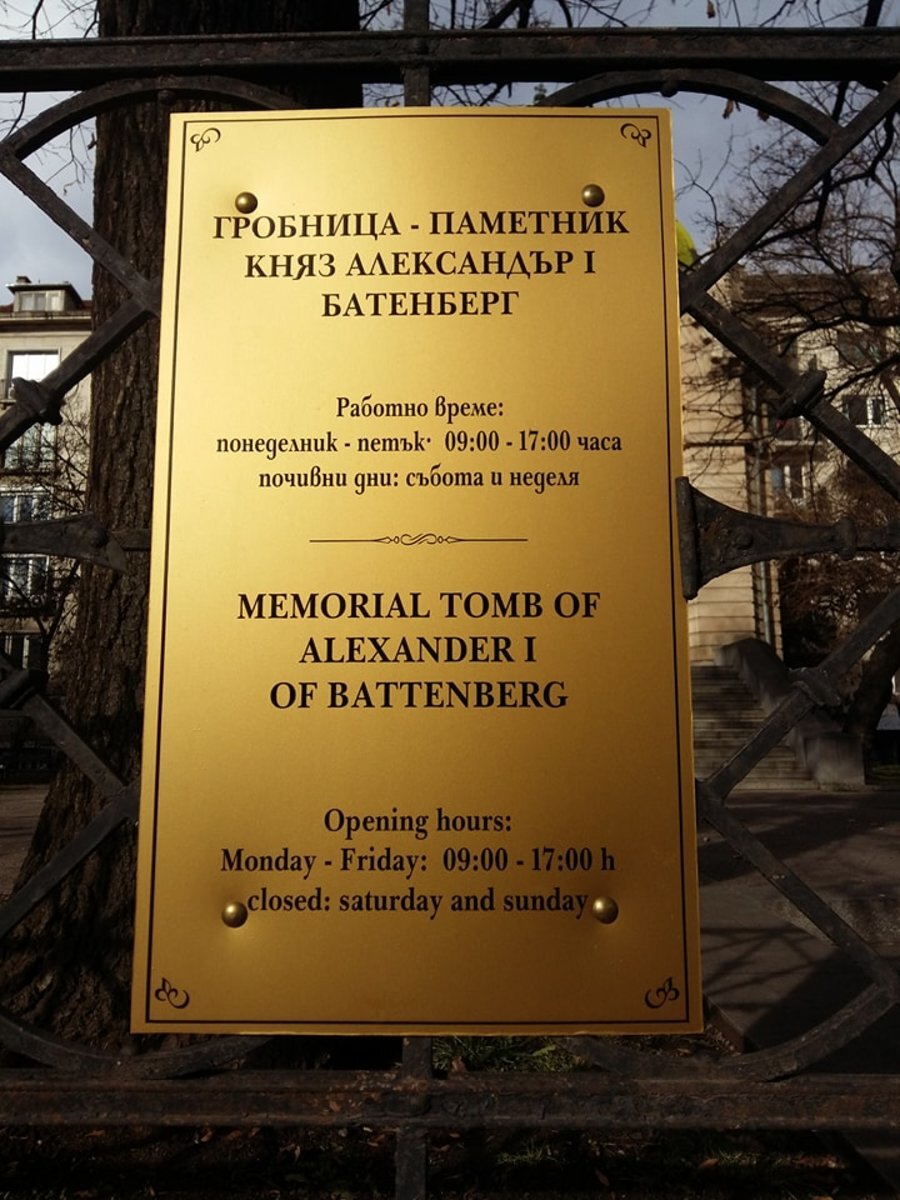 ГРОБНИЦА - ПАМЕТНИК
КНЯЗ АЛЕКСАНДЪР I
БАТЕНБЕРГ
Работно време:
понеделник - петък· 09:00 - 17:00 часа
почивни дни: събота и неделя
MEMORIAL TOMB OF
ALEXANDER I
OF BATTENBERG
Opening hours:
Monday - Friday: 09:00 - 17:00 h
closed: saturday and sunday